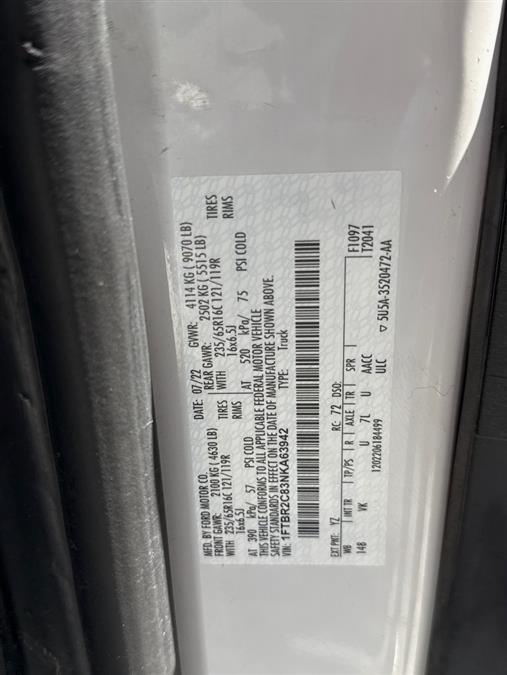 MFD. BY FORD MOTOR CO.
DATE: 07/22 GVWR: 4114 KG ( 9070 LB)
FRONT GAWR: 2100 KG ( 4630 LB) REAR GAWR: 2502 KG ( 5515 LB)
WITH 235/65R16C 121/119R TIRES WITH 235/65R16C 121/119R TIRES
16x6.5J RIMS 16x6.5J RIMS
AT 390 kPa/ 57 PSI COLD AT 520 kPa/ 75 PSI COLD
THIS VEHICLE CONFORMS TO ALL APPLICABLE FEDERAL MOTOR VEHICLE
SAFETY STANDARDS IN EFFECT ON THE DATE OF MANUFACTURE SHOWN ABOVE.
VIN: 1FTBR2C83NKA63942 TYPE: Truck
EXT PNT: YZ RC: 72 DSO: F1097
WB INT TR TP/PS R AXLE TR SPR T2041
148 VK U 7L U AACC
ULC
1202206184499 5U5A-3520472-AA